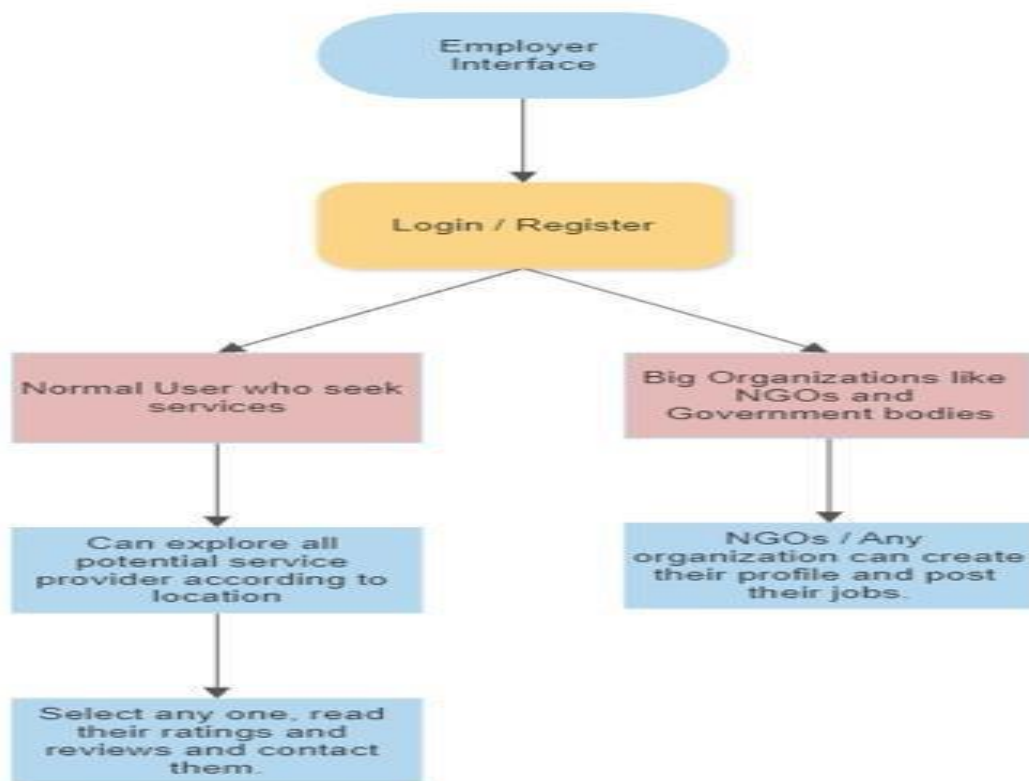 Employer
Interface
Login / Register
Normal User who seek
services
Big Organizations like
NGOs and
Government bodies
Can explore all
potential service
provider according to
location
NGOs / Any
organization can create
their profile and post
their jobs.
Select any one, read
their ratings and
reviews and contact
them.